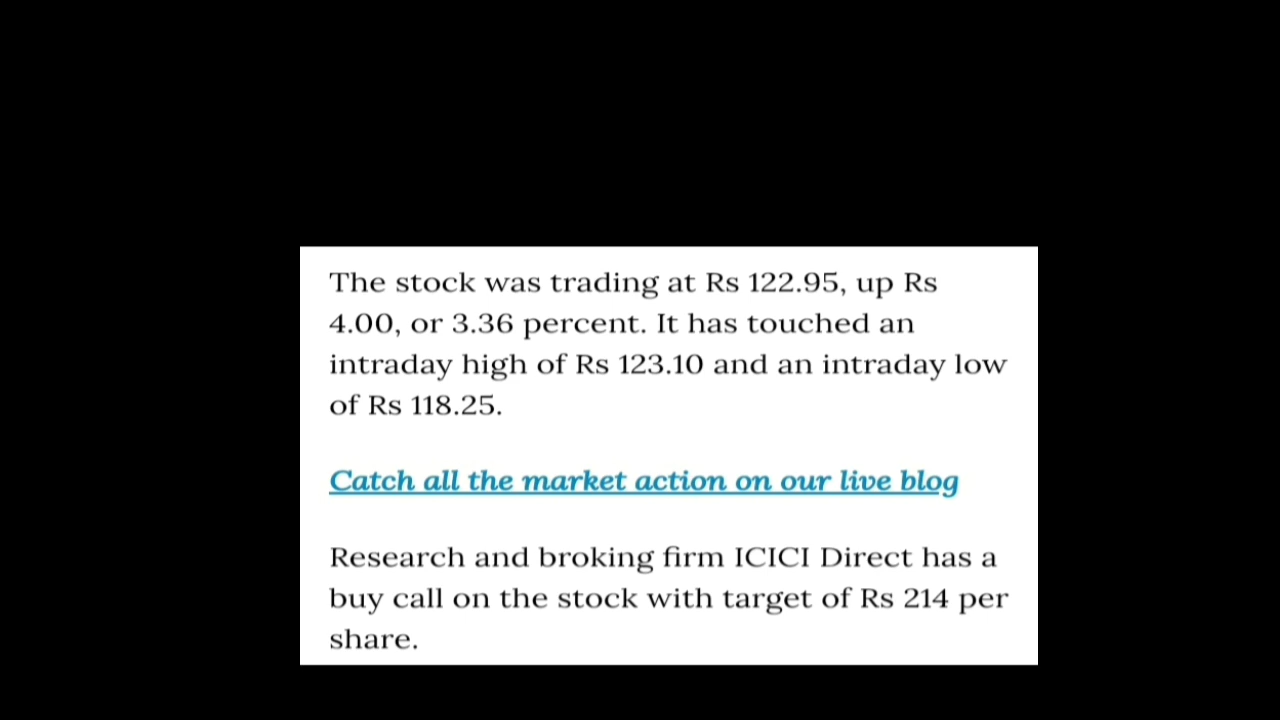 The stock was trading at Rs 122.95, up Rs
4.00, or 3.36 percent. It has touched an
intraday high of Rs 123.10 and an intraday low
of Rs 118.25.
Catch all the market action on our live blog
Research and broking firm ICICI Direct has a
buy call on the stock with target of Rs 214 per
share.